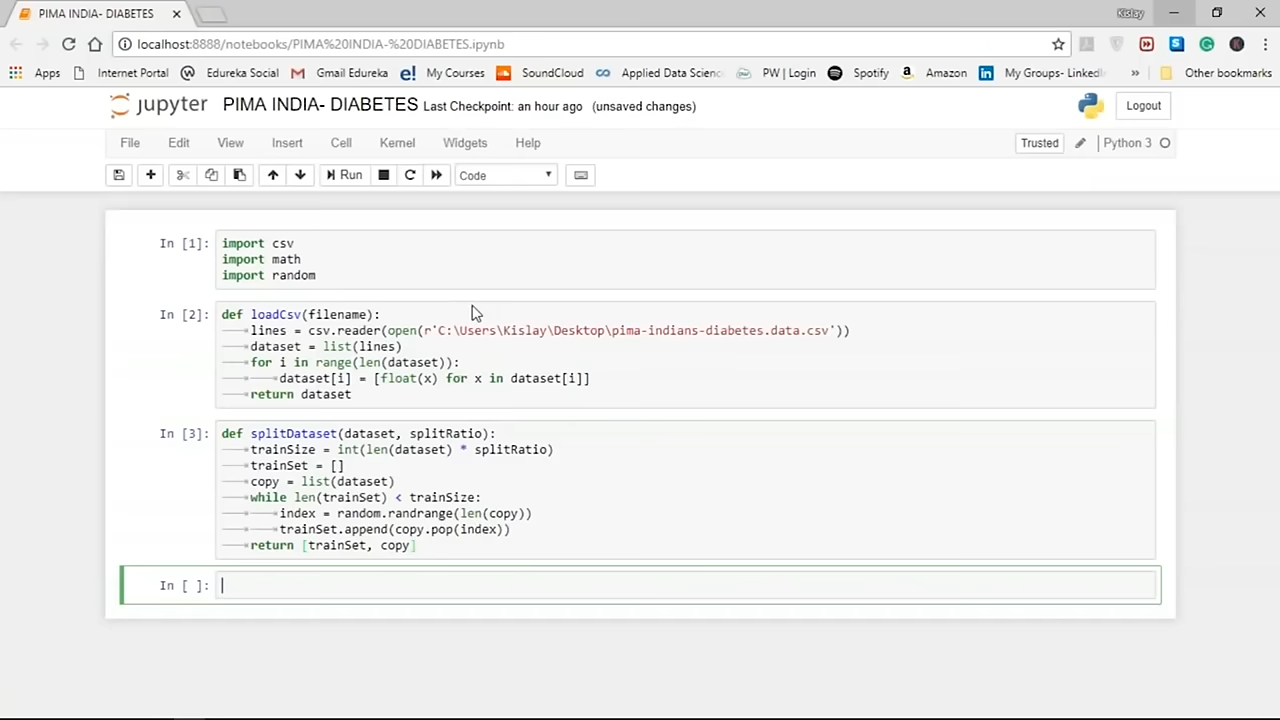 PIMA INDIA- DIABETES
Kislay
localhost:8888/notebooks/PIMA%20INDIA-%20DIABETES.ipynb
Apps Internet Portal Edureka Social Gmail Edureka My Courses SoundCloud Applied Data Scienc PW | Login Spotify Amazon My Groups- LinkedI » Other bookmarks
jupyter PIMA INDIA- DIABETES Last Checkpoint: an hour ago (unsaved changes) Logout
File Edit View Insert Cell Kernel Widgets Help Trusted Python 3
Run Code
In [1]: import csv
import math
import random
In [2]: def loadCsv(filename):
lines = csv.reader(open(r'C:\Users\Kislay\Desktop\pima-indians-diabetes.data.csv'))
dataset = list(lines)
for i in range(len(dataset)):
dataset[i] = [float(x) for x in dataset[i]]
return dataset
In [3]: def splitDataset(dataset, splitRatio):
trainSize = int(len(dataset) * splitRatio)
trainSet = []
copy = list(dataset)
while len(trainSet) < trainSize:
index = random.randrange(len(copy))
trainSet.append(copy.pop(index))
return [trainSet, copy]
In [ ]: